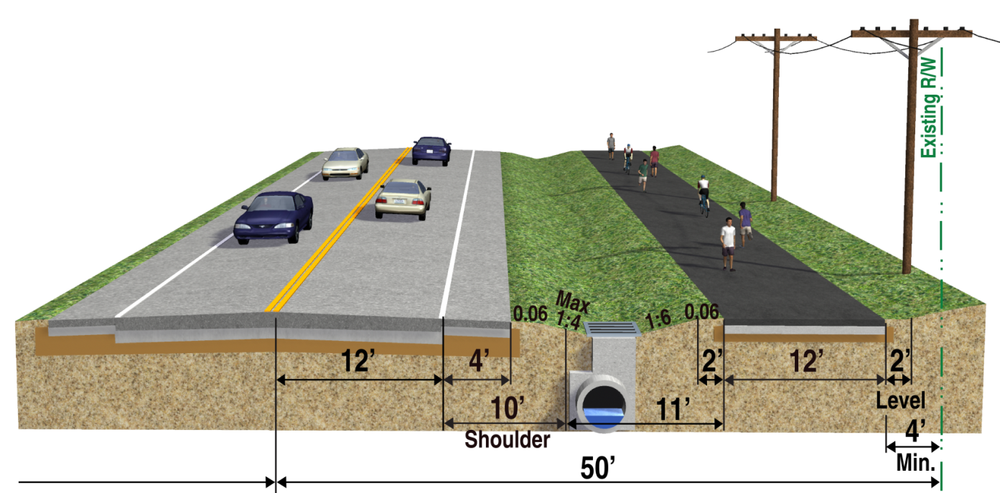 Existing R/W
0.06
Max
1:4
1:6
0.06
12’
4’
2’
12’
2’
Level
10’
Shoulder
11’
4’
Min.
50’